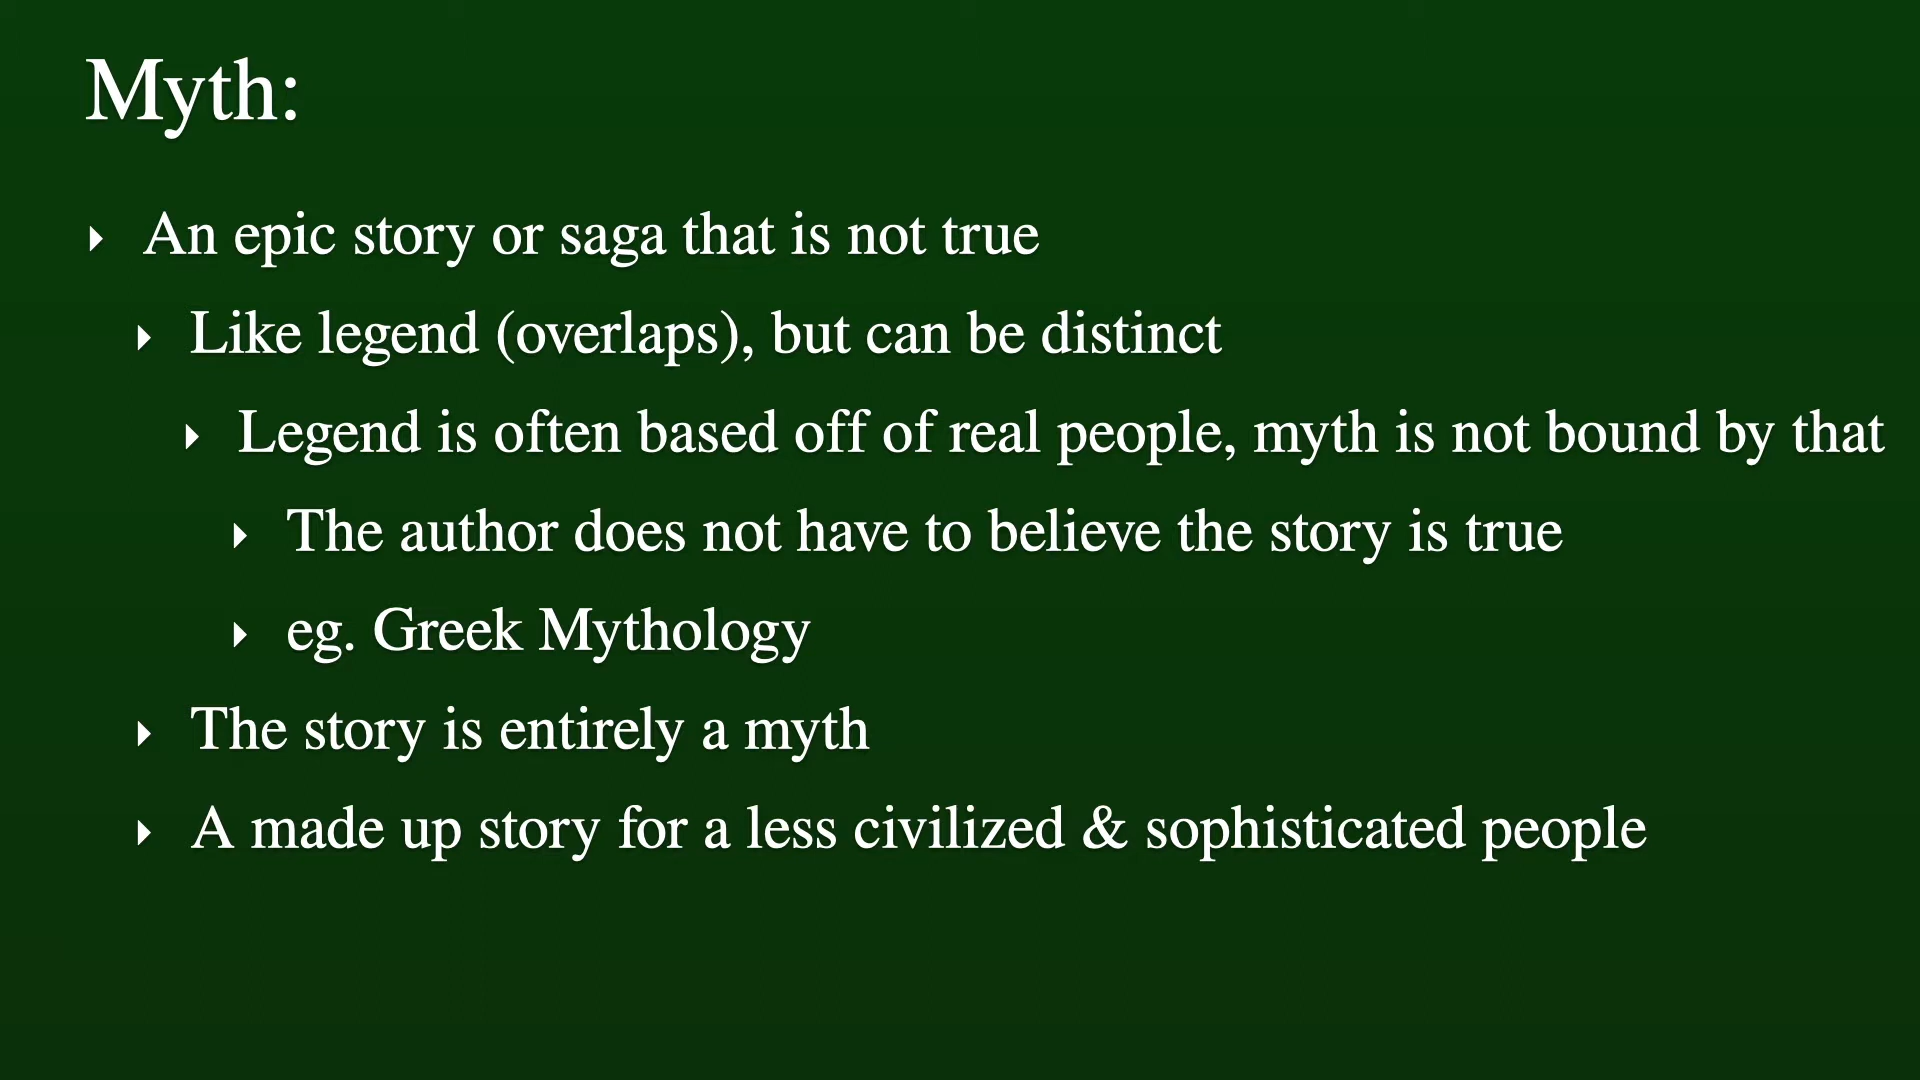 Myth:
An epic story or saga that is not true
Like legend (overlaps), but can be distinct
Legend is often based off of real people, myth is not bound by that
The author does not have to believe the story is true
eg. Greek Mythology
The story is entirely a myth
A made up story for a less civilized & sophisticated people